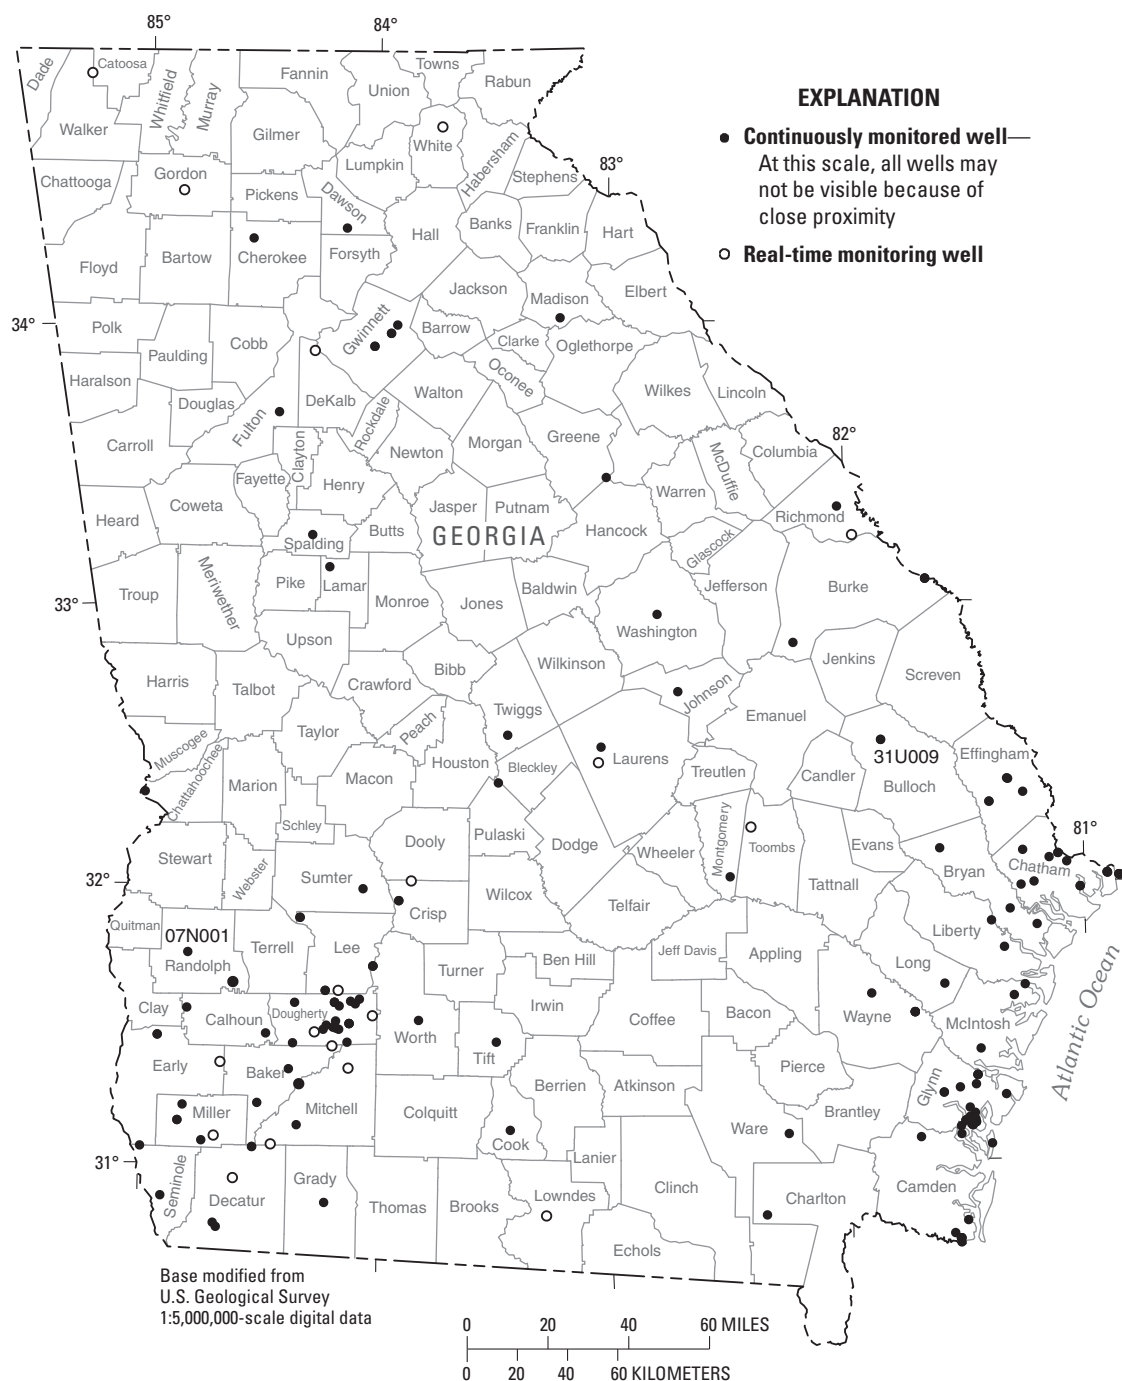 85°
84°
Dade
Catoosa
Whitfield
Murray
Fannin
Union
Towns
Rabun
Walker
Gilmer
White
Lumpkin
Habersham
Stephens
83°
Chattooga
Gordon
Pickens
Dawson
Hall
Banks
Franklin
Hart
Floyd
Bartow
Cherokee
Forsyth
Jackson
Madison
Elbert
EXPLANATION
Continuously monitored well—
At this scale, all wells may
not be visible because of
close proximity
Real-time monitoring well
34°
Polk
Paulding
Cobb
Gwinnett
Barrow
Clarke
Oglethorpe
Oconee
Haralson
Douglas
Fulton
DeKalb
Rockdale
Walton
Wilkes
Lincoln
Carroll
Clayton
Newton
Morgan
Greene
McDuffie
Columbia
82°
Coweta
Fayette
Henry
Jasper
Putnam
Warren
Heard
Spalding
Butts
GEORGIA
Hancock
Glascock
Richmond
33°
Troup
Meriwether
Pike
Lamar
Monroe
Jones
Baldwin
Jefferson
Burke
Upson
Washington
Harris
Talbot
Crawford
Bibb
Wilkinson
Jenkins
Screven
Muscogee
Chattahoochee
Taylor
Peach
Twiggs
Johnson
Emanuel
Marion
Macon
Houston
Bleckley
Laurens
Treutlen
Candler
31U009
Bulloch
Effingham
Schley
Dooly
Pulaski
Dodge
Wheeler
Montgomery
Toombs
Evans
81°
Stewart
Webster
Sumter
Bryan
Chatham
32°
Crisp
Wilcox
Telfair
Tattnall
Quitman
07N001
Randolph
Terrell
Lee
Turner
Ben Hill
Jeff Davis
Appling
Liberty
Long
Clay
Calhoun
Dougherty
Worth
Irwin
Coffee
Bacon
Wayne
McIntosh
Atlantic Ocean
Early
Baker
Tift
Berrien
Atkinson
Pierce
Glynn
Miller
Mitchell
Colquitt
Cook
Ware
Brantley
31°
Seminole
Decatur
Grady
Thomas
Brooks
Lanier
Lowndes
Clinch
Charlton
Camden
Echols
Base modified from
U.S. Geological Survey
1:5,000,000-scale digital data
0 20 40 60 MILES
0 20 40 60 KILOMETERS